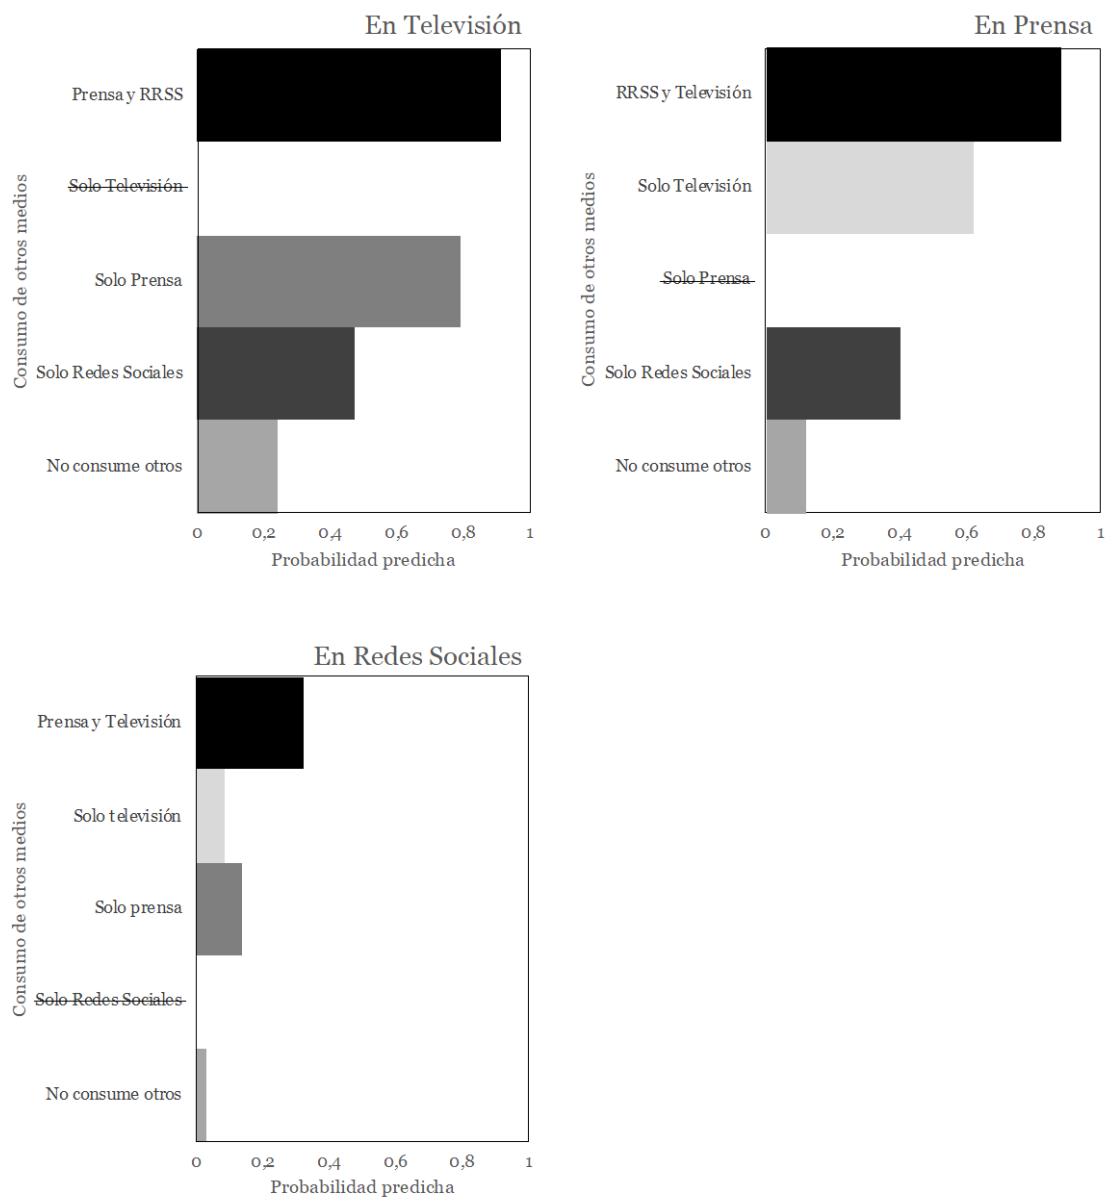 En Televisión
Consumo de otros medios
Prensa y RRSS
Solo Televisión
Solo Prensa
Solo Redes Sociales
No consume otros
0 0,2 0,4 0,6 0,8 1
Probabilidad predicha
En Prensa
Consumo de otros medios
RRSS y Televisión
Solo Televisión
Solo Prensa
Solo Redes Sociales
No consume otros
0 0,2 0,4 0,6 0,8 1
Probabilidad predicha
En Redes Sociales
Consumo de otros medios
Prensa y Televisión
Solo televisión
Solo prensa
Solo Redes Sociales
No consume otros
0 0,2 0,4 0,6 0,8 1
Probabilidad predicha